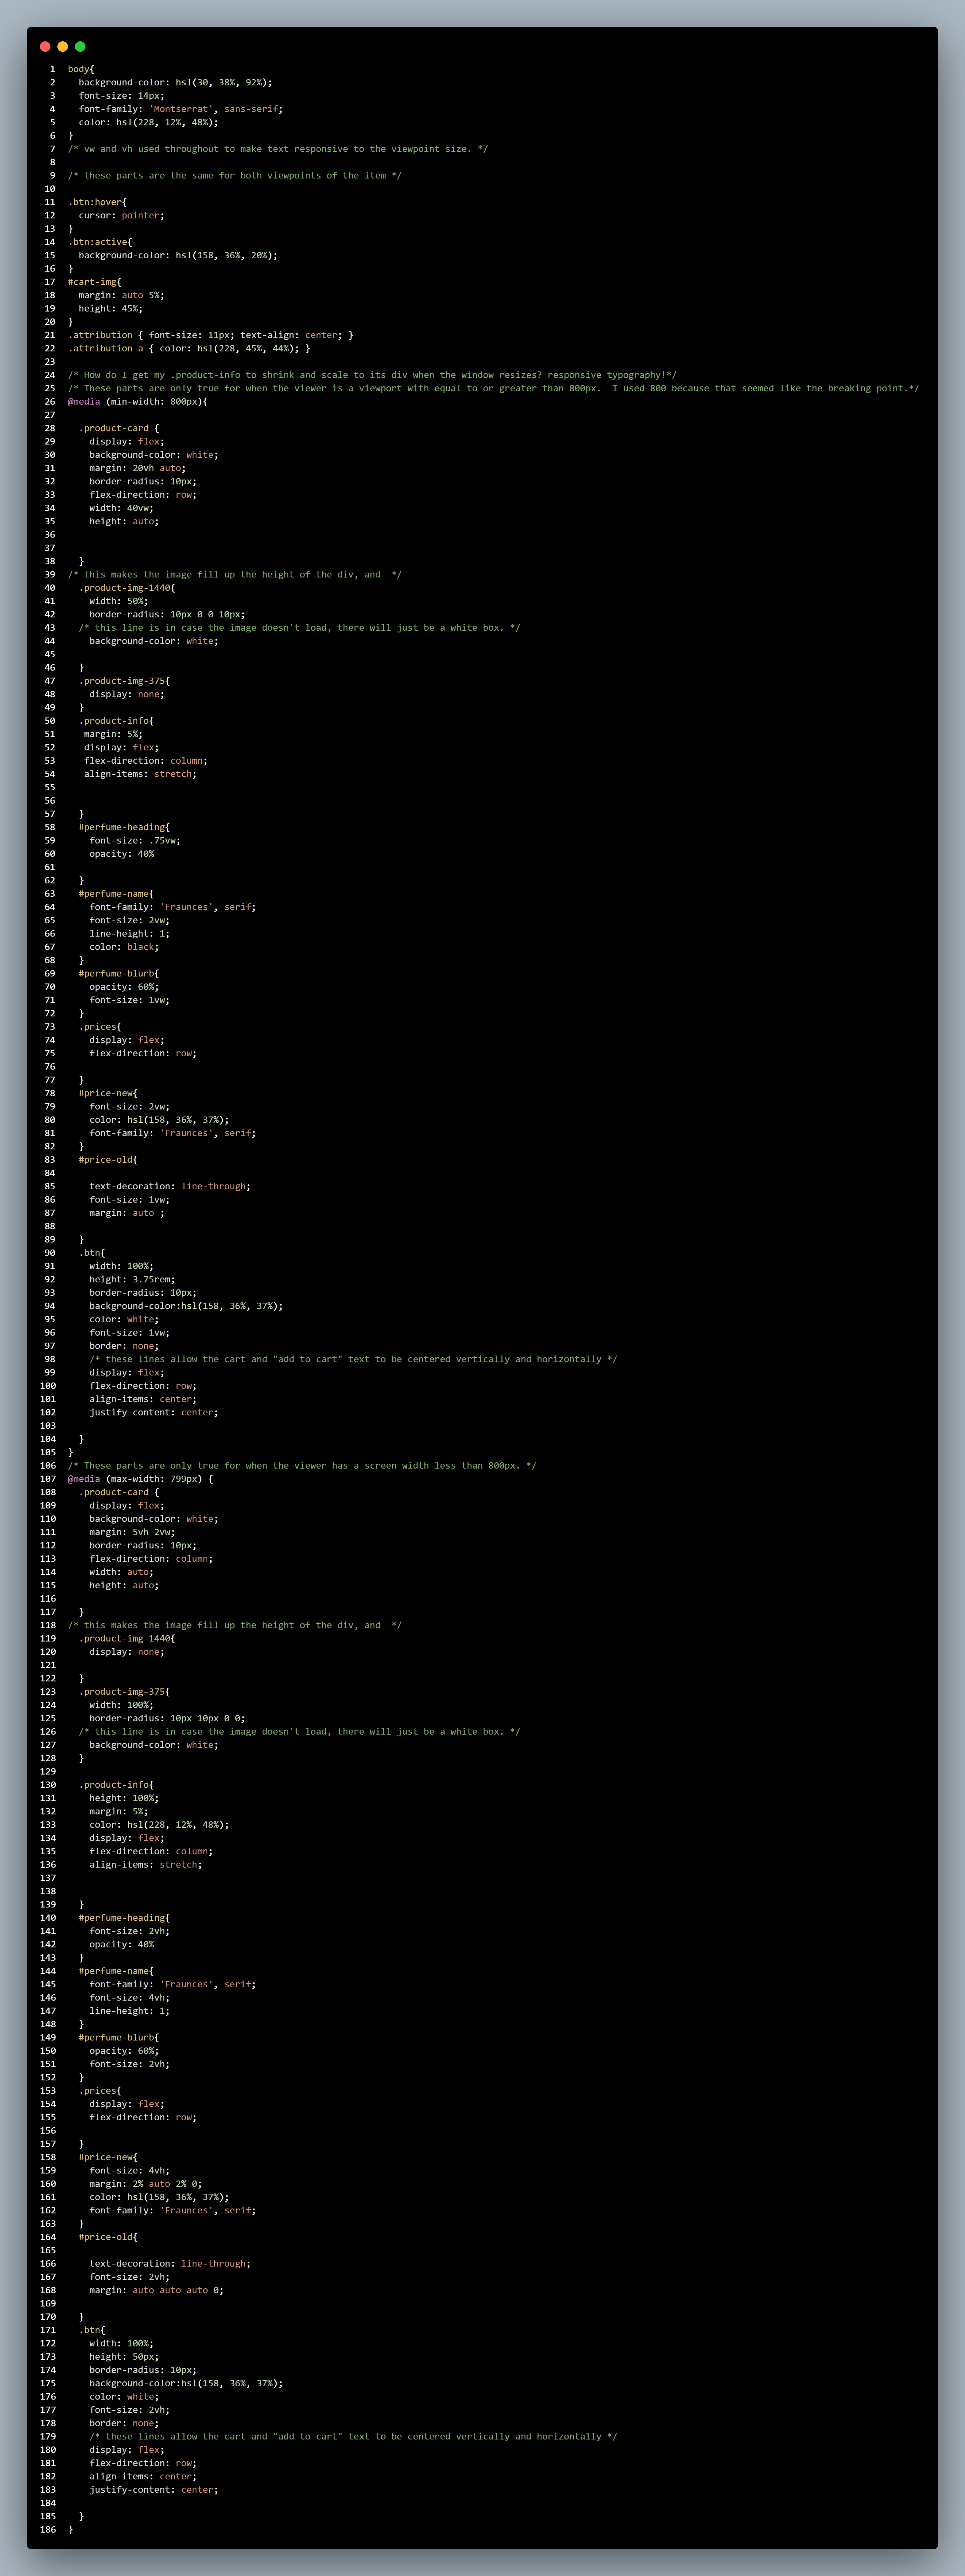 1 body{
2 background-color: hsl(30, 38%, 92%);
3 font-size: 14px;
4 font-family: 'Montserrat', sans-serif;
5 color: hsl(228, 12%, 48%);
6 }
7 /* vw and vh used throughout to make text responsive to the viewpoint size. */
8
9 /* these parts are the same for both viewpoints of the item */
10
11 .btn:hover{
12 cursor: pointer;
13 }
14 .btn:active{
15 background-color: hsl(158, 36%, 20%);
16 }
17 #cart-img{
18 margin: auto 5%;
19 height: 45%;
20 }
21 .attribution { font-size: 11px; text-align: center; }
22 .attribution a { color: hsl(228, 45%, 44%); }
23
24 /* How do I get my .product-info to shrink and scale to its div when the window resizes? responsive typography!*/
25 /* These parts are only true for when the viewer is a viewport with equal to or greater than 800px.  I used 800 because that seemed like the breaking point.*/
26 @media (min-width: 800px){
27
28 .product-card {
29 display: flex;
30 background-color: white;
31 margin: 20vh auto;
32 border-radius: 10px;
33 flex-direction: row;
34 width: 40vw;
35 height: auto;
36
37
38 }
39 /* this makes the image fill up the height of the div, and  */
40 .product-img-1440{
41 width: 50%;
42 border-radius: 10px 0 0 10px;
43 /* this line is in case the image doesn't load, there will just be a white box. */
44 background-color: white;
45
46 }
47 .product-img-375{
48 display: none;
49 }
50 .product-info{
51 margin: 5%;
52 display: flex;
53 flex-direction: column;
54 align-items: stretch;
55
56
57 }
58 #perfume-heading{
59 font-size: .75vw;
60 opacity: 40%
61
62 }
63 #perfume-name{
64 font-family: 'Fraunces', serif;
65 font-size: 2vw;
66 line-height: 1;
67 color: black;
68 }
69 #perfume-blurb{
70 opacity: 60%;
71 font-size: 1vw;
72 }
73 .prices{
74 display: flex;
75 flex-direction: row;
76
77 }
78 #price-new{
79 font-size: 2vw;
80 color: hsl(158, 36%, 37%);
81 font-family: 'Fraunces', serif;
82 }
83 #price-old{
84
85 text-decoration: line-through;
86 font-size: 1vw;
87 margin: auto ;
88
89 }
90 .btn{
91 width: 100%;
92 height: 3.75rem;
93 border-radius: 10px;
94 background-color:hsl(158, 36%, 37%);
95 color: white;
96 font-size: 1vw;
97 border: none;
98 /* these lines allow the cart and "add to cart" text to be centered vertically and horizontally */
99 display: flex;
100 flex-direction: row;
101 align-items: center;
102 justify-content: center;
103
104 }
105 }
106 /* These parts are only true for when the viewer has a screen width less than 800px. */
107 @media (max-width: 799px) {
108 .product-card {
109 display: flex;
110 background-color: white;
111 margin: 5vh 2vw;
112 border-radius: 10px;
113 flex-direction: column;
114 width: auto;
115 height: auto;
116
117 }
118 /* this makes the image fill up the height of the div, and  */
119 .product-img-1440{
120 display: none;
121
122 }
123 .product-img-375{
124 width: 100%;
125 border-radius: 10px 10px 0 0;
126 /* this line is in case the image doesn't load, there will just be a white box. */
127 background-color: white;
128 }
129
130 .product-info{
131 height: 100%;
132 margin: 5%;
133 color: hsl(228, 12%, 48%);
134 display: flex;
135 flex-direction: column;
136 align-items: stretch;
137
138
139 }
140 #perfume-heading{
141 font-size: 2vh;
142 opacity: 40%
143 }
144 #perfume-name{
145 font-family: 'Fraunces', serif;
146 font-size: 4vh;
147 line-height: 1;
148 }
149 #perfume-blurb{
150 opacity: 60%;
151 font-size: 2vh;
152 }
153 .prices{
154 display: flex;
155 flex-direction: row;
156
157 }
158 #price-new{
159 font-size: 4vh;
160 margin: 2% auto 2% 0;
161 color: hsl(158, 36%, 37%);
162 font-family: 'Fraunces', serif;
163 }
164 #price-old{
165
166 text-decoration: line-through;
167 font-size: 2vh;
168 margin: auto auto auto 0;
169
170 }
171 .btn{
172 width: 100%;
173 height: 50px;
174 border-radius: 10px;
175 background-color:hsl(158, 36%, 37%);
176 color: white;
177 font-size: 2vh;
178 border: none;
179 /* these lines allow the cart and "add to cart" text to be centered vertically and horizontally */
180 display: flex;
181 flex-direction: row;
182 align-items: center;
183 justify-content: center;
184
185 }
186 }